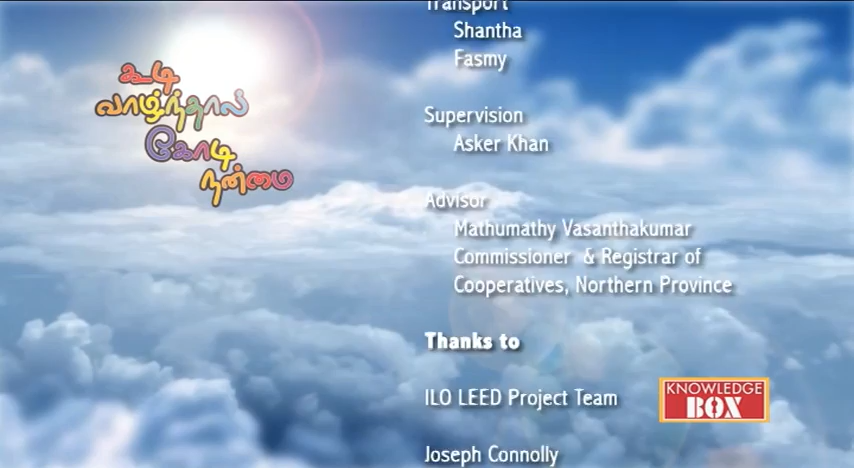 கூடி
வாழ்ந்தால்
கோடி
நன்மை
Transport
Shantha
Fasmy
Supervision
Asker Khan
Advisor
Mathumathy Vasanthakumar
Commissioner & Registrar of
Cooperatives, Northern Province
Thanks to
ILO LEED Project Team
KNOWLEDGE
BOX
Joseph Connolly